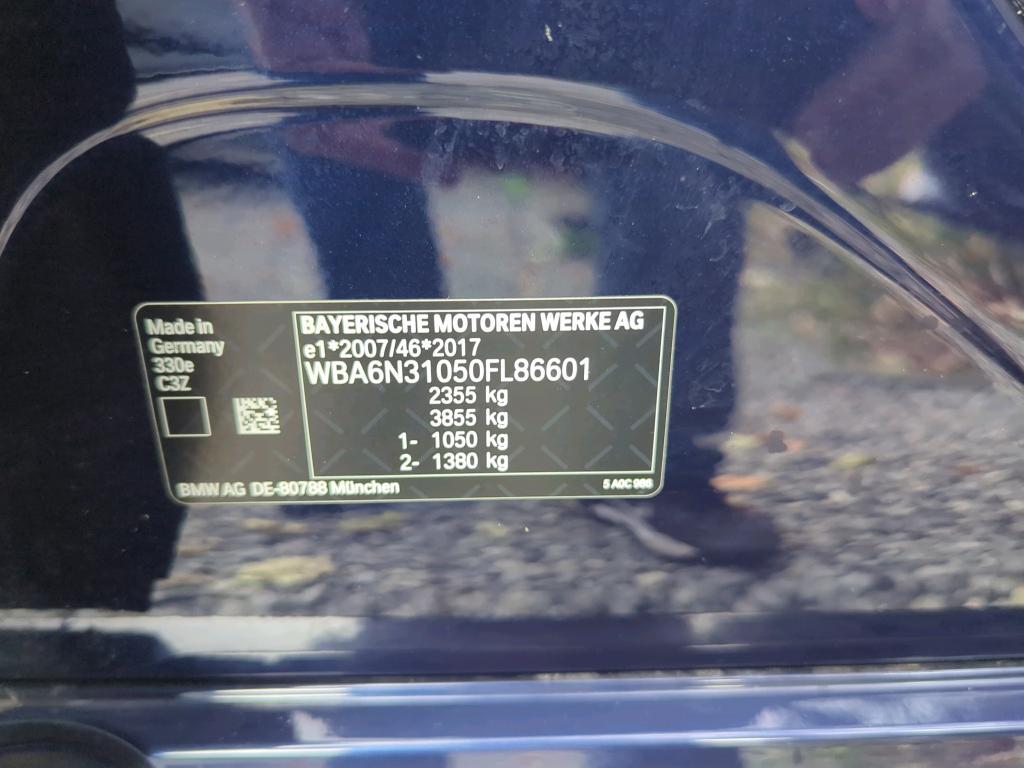 Made in
Germany
330e
C3Z
BAYERISCHE MOTOREN WERKE AG
e1*2007/46*2017
WBA6N31050FL86601
2355 kg
3855 kg
1- 1050 kg
2- 1380 kg
BMW AG DE-80788 München
5 A0C 986